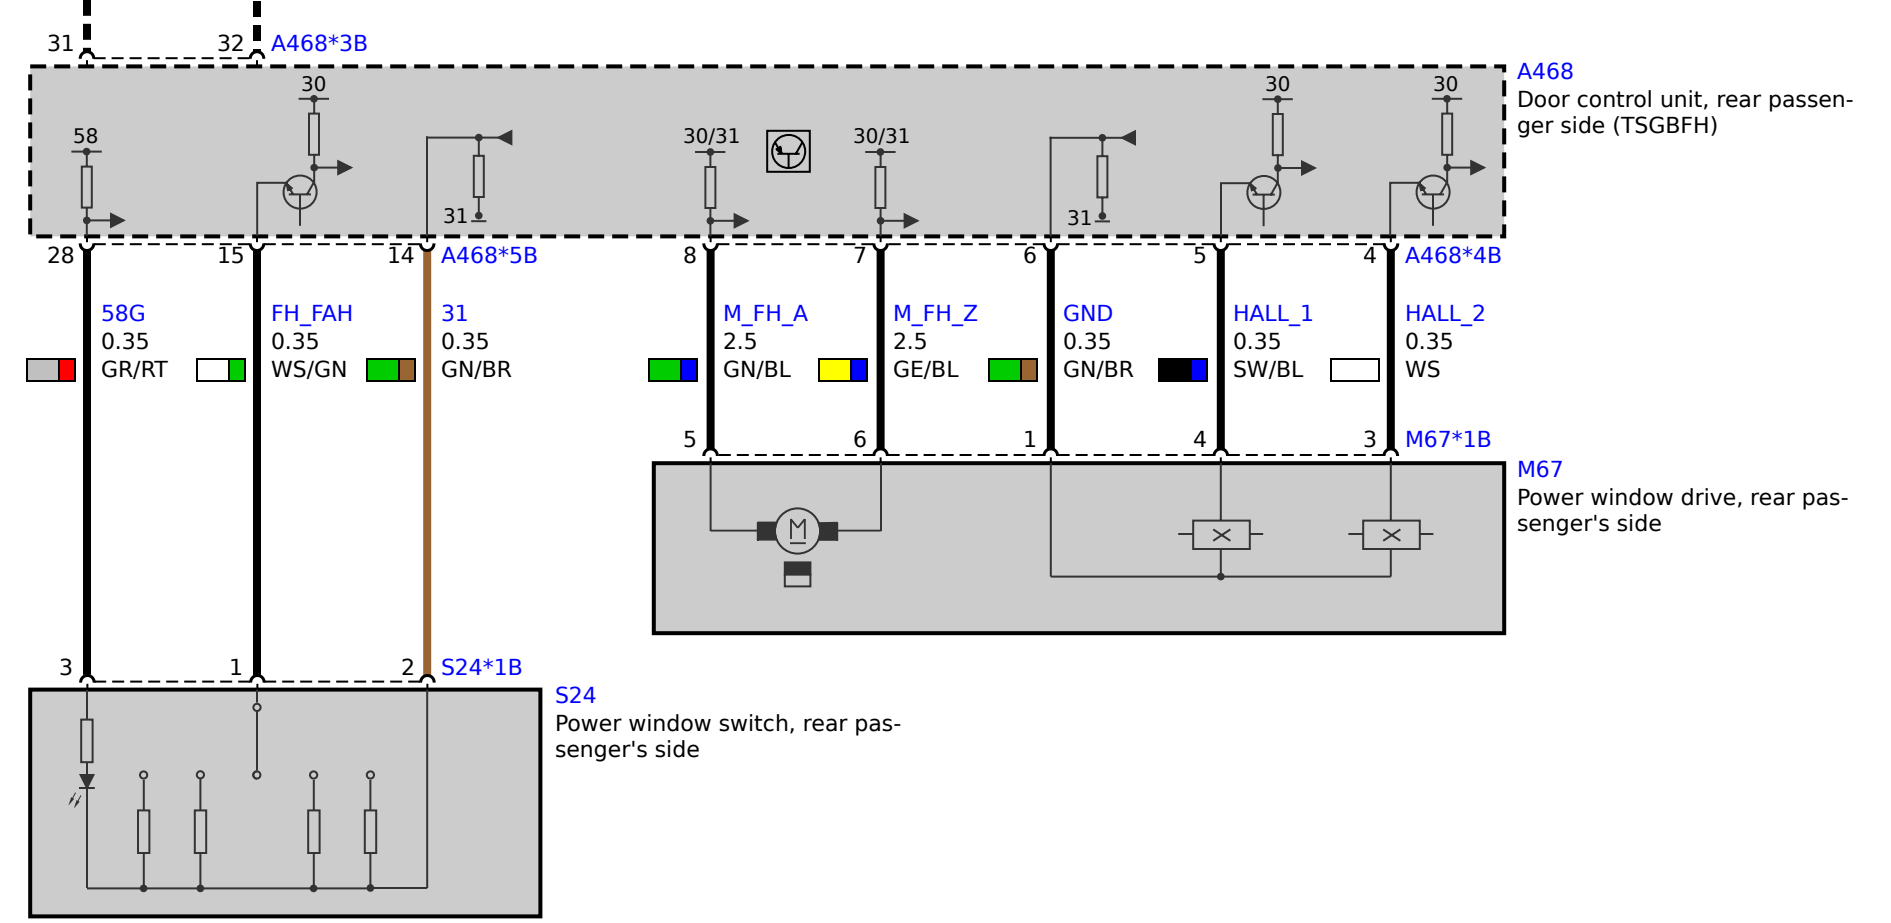 31 32 A468*3B
A468
Door control unit, rear passen-
ger side (TSGBFH)
30 30 30
58 30/31 30/31
31 31
28 15 14 A468*5B 8 7 6 5 4 A468*4B
58G FH_FAH 31 M_FH_A M_FH_Z GND HALL_1 HALL_2
0.35 0.35 0.35 2.5 2.5 0.35 0.35 0.35
GR/RT WS/GN GN/BR GN/BL GE/BL GN/BR SW/BL WS
5 6 1 4 3 M67*1B
M67
Power window drive, rear pas-
senger's side
M
3 1 2 S24*1B
S24
Power window switch, rear pas-
senger's side